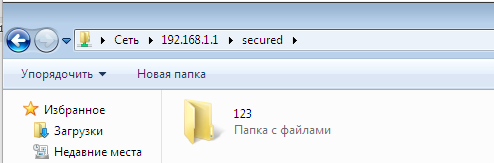 Сеть 192.168.1.1 secured
Упорядочить Новая папка
Избранное
Загрузки
Недавние места
123
Папка с файлами